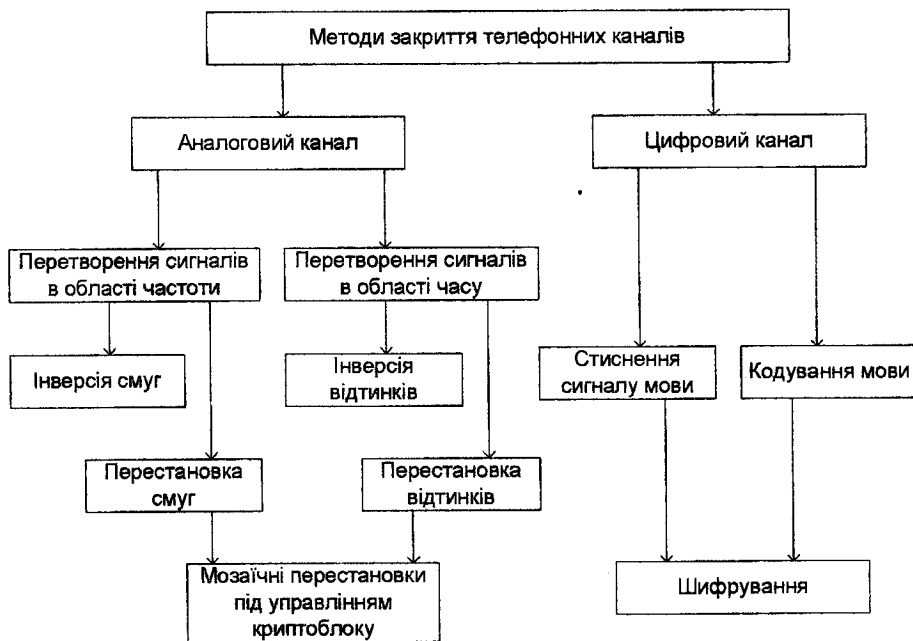 Методи закриття телефонних каналів
Аналоговий канал
Цифровий канал
Перетворення сигналів
в області частоти
Перетворення сигналів
в області часу
Інверсія смуг
Інверсія
відтинків
Стиснення
сигналу мови
Кодування мови
Перестановка
смуг
Перестановка
відтинків
Мозаїчні перестановки
під управлінням
криптоблоку
Шифрування